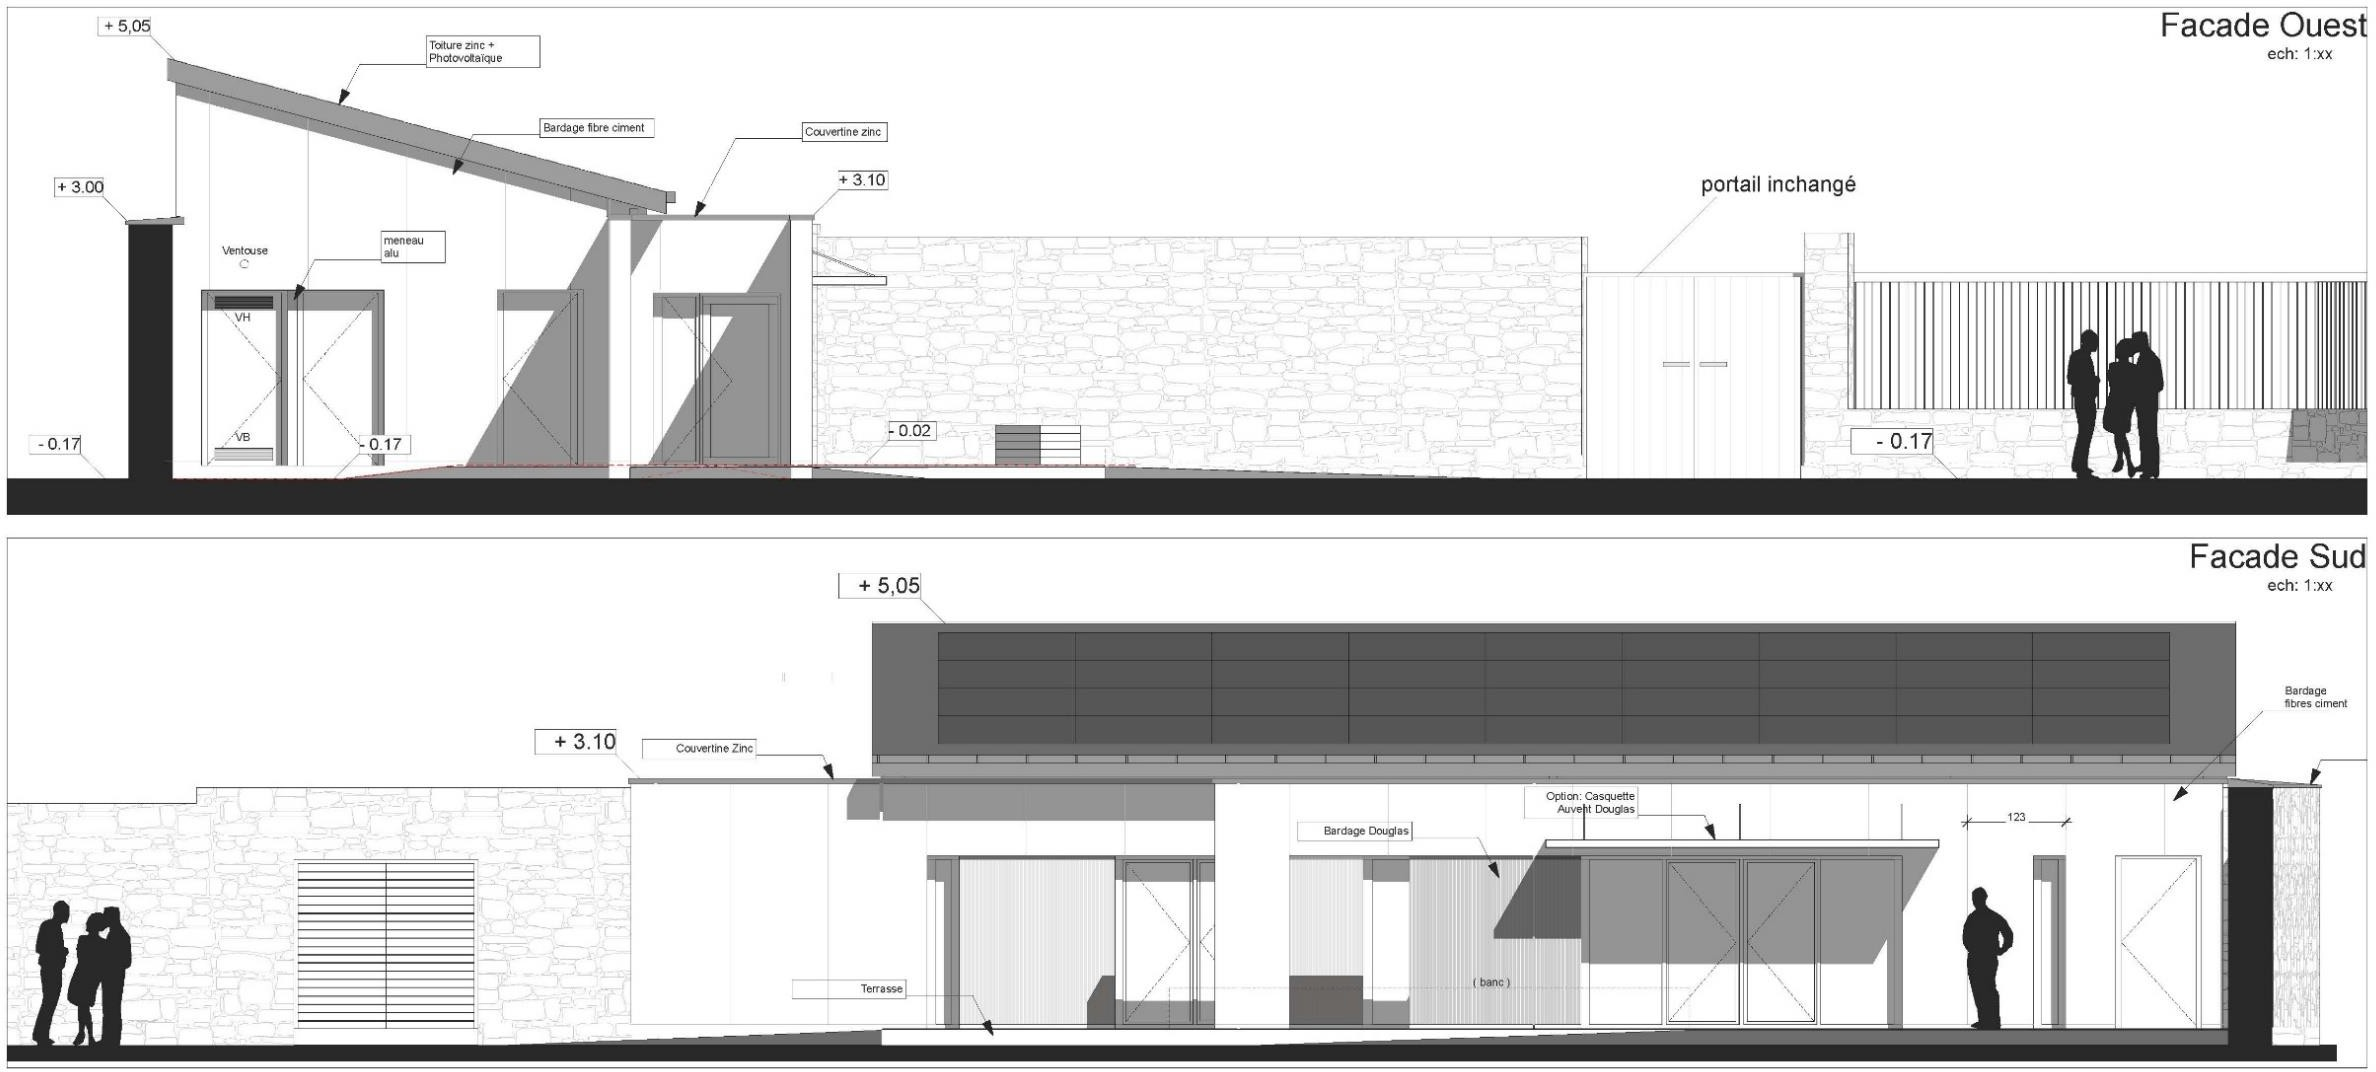 Facade Ouest
ech: 1:xx
+ 5,05
Toiture zinc +
Photovoltaïque
Bardage fibre ciment
Couvertine zinc
+ 3.00
+ 3.10
portail inchangé
Ventouse
meneau
alu
VH
VB
- 0.17
- 0.17
- 0.02
- 0.17
Facade Sud
ech: 1:xx
+ 5,05
Bardage
fibres ciment
+ 3.10
Couvertine Zinc
Option: Casquette
Auvent Douglas
Bardage Douglas
123
Terrasse
( banc )